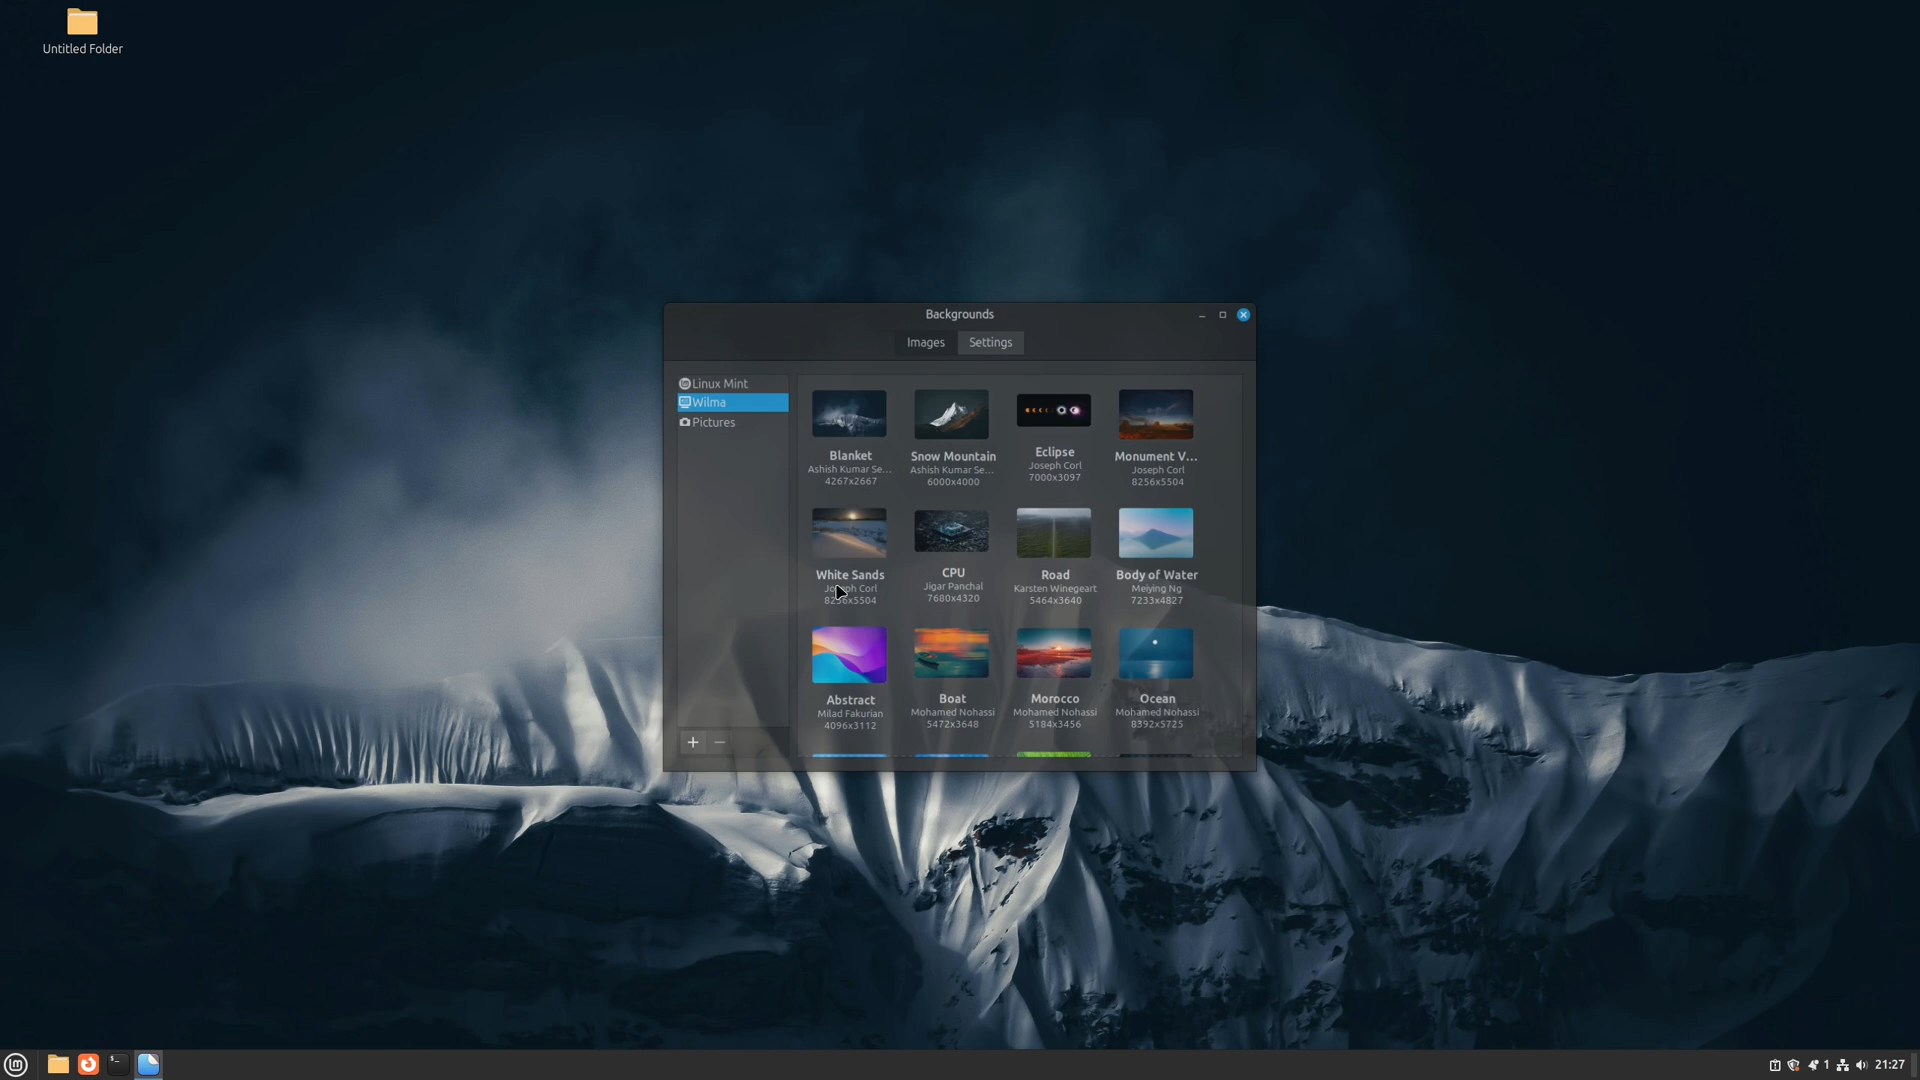 Untitled Folder
Backgrounds
Images Settings
Linux Mint
Wilma
Pictures
Blanket
Ashish Kumar Se...
4267x2667
Snow Mountain
Ashish Kumar Se...
6000x4000
Eclipse
Joseph Corl
7000x3097
Monument V...
Joseph Corl
8256x5504
White Sands
Joseph Corl
8256x5504
CPU
Jigar Panchal
7680x4320
Road
Karsten Winegeart
5464x3640
Body of Water
Meiying Ng
7233x4827
Abstract
Milad Fakurian
4096x3112
Boat
Mohamed Nohassi
5472x3648
Morocco
Mohamed Nohassi
5184x3456
Ocean
Mohamed Nohassi
8392x5725
1 21:27